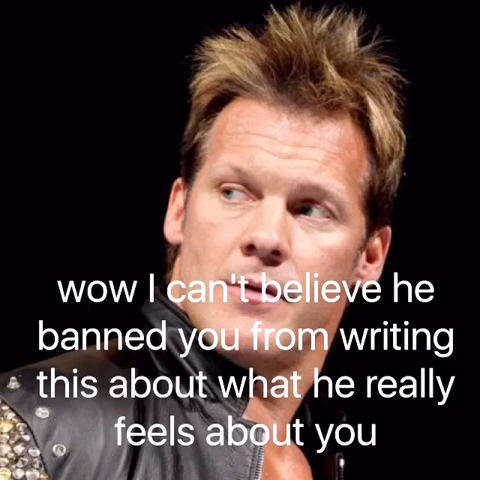 wow I can't believe he
banned you from writing
this about what he really
feels about you